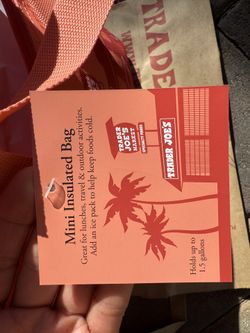 Mini Insulated Bag
Great for lunches, travel & outdoor activities.
Add an ice pack to help keep foods cold.
TRADER
JOE'S
MARKET
TRADER JOE'S
Holds up to
1.5 gallons
TRADE